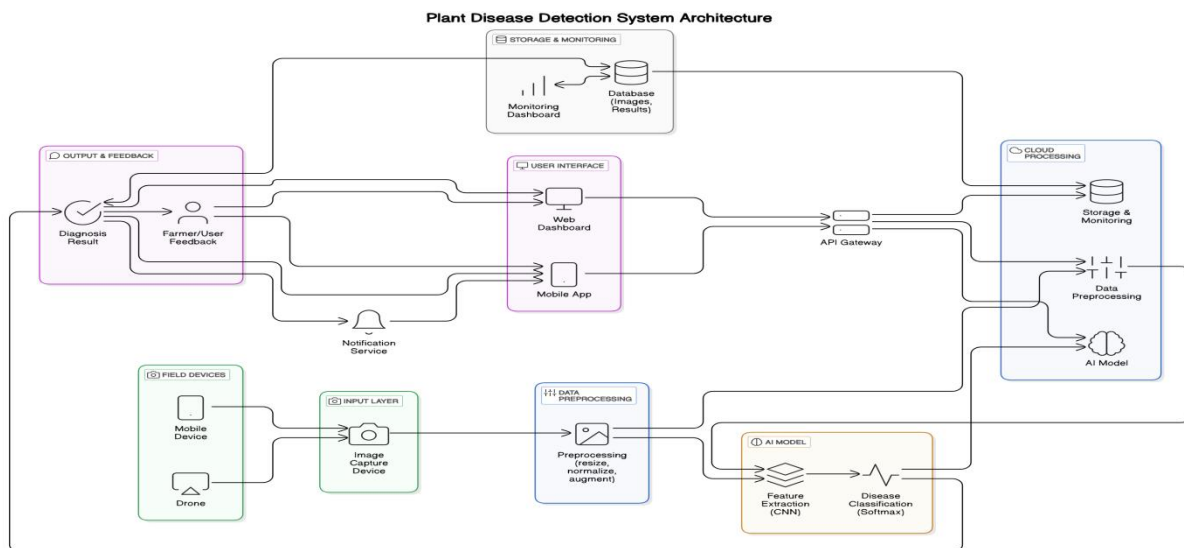 Plant Disease Detection System Architecture
STORAGE & MONITORING
Monitoring
Dashboard
Database
(Images,
Results)
OUTPUT & FEEDBACK
Diagnosis
Result
Farmer/User
Feedback
USER INTERFACE
Web
Dashboard
Mobile App
API Gateway
CLOUD
PROCESSING
Storage &
Monitoring
Data
Preprocessing
AI Model
Notification
Service
FIELD DEVICES
Mobile
Device
Drone
INPUT LAYER
Image
Capture
Device
DATA
PREPROCESSING
Preprocessing
(resize,
normalize,
augment)
AI MODEL
Feature
Extraction
(CNN)
Disease
Classification
(Softmax)